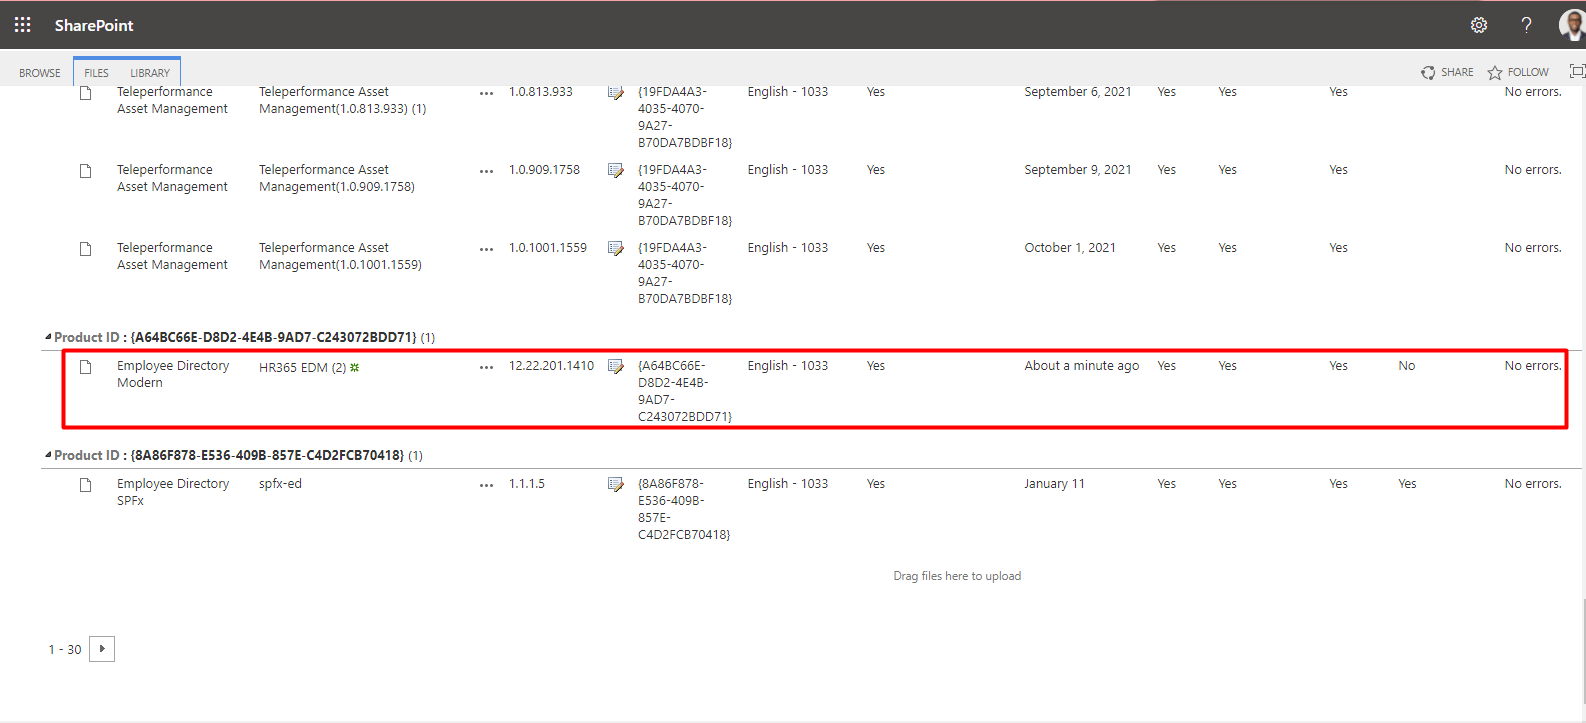 SharePoint
?
BROWSE FILES LIBRARY SHARE FOLLOW
Teleperformance Asset Management
Teleperformance Asset Management(1.0.813.933) (1)
... 1.0.813.933
{19FDA4A3-
4035-4070-
9A27-
B70DA7BDBF18}
English - 1033 Yes September 6, 2021 Yes Yes Yes No errors.
Teleperformance Asset Management
Teleperformance Asset Management(1.0.909.1758)
... 1.0.909.1758
{19FDA4A3-
4035-4070-
9A27-
B70DA7BDBF18}
English - 1033 Yes September 9, 2021 Yes Yes Yes No errors.
Teleperformance Asset Management
Teleperformance Asset Management(1.0.1001.1559)
... 1.0.1001.1559
{19FDA4A3-
4035-4070-
9A27-
B70DA7BDBF18}
English - 1033 Yes October 1, 2021 Yes Yes Yes No errors.
Product ID : {A64BC66E-D8D2-4E4B-9AD7-C243072BDD71} (1)
Employee Directory Modern
HR365 EDM (2)
... 12.22.201.1410
{A64BC66E-
D8D2-4E4B-
9AD7-
C243072BDD71}
English - 1033 Yes About a minute ago Yes Yes Yes No No errors.
Product ID : {8A86F878-E536-409B-857E-C4D2FCB70418} (1)
Employee Directory SPFx
spfx-ed
... 1.1.1.5
{8A86F878-
E536-409B-
857E-
C4D2FCB70418}
English - 1033 Yes January 11 Yes Yes Yes Yes No errors.
Drag files here to upload
1 - 30